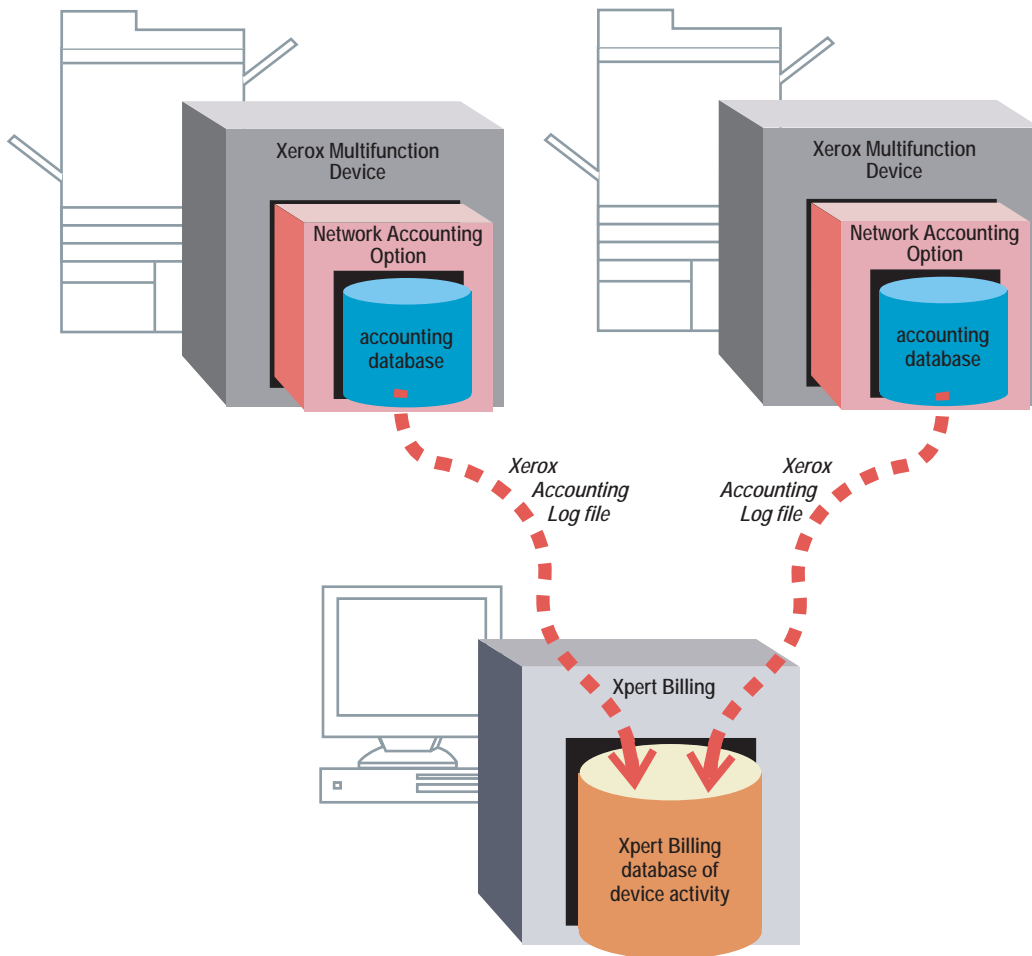 Xerox Multifunction
Device
Network Accounting
Option
accounting
database
Xerox Multifunction
Device
Network Accounting
Option
accounting
database
Xerox
Accounting
Log file
Xerox
Accounting
Log file
Xpert Billing
Xpert Billing
database of
device activity